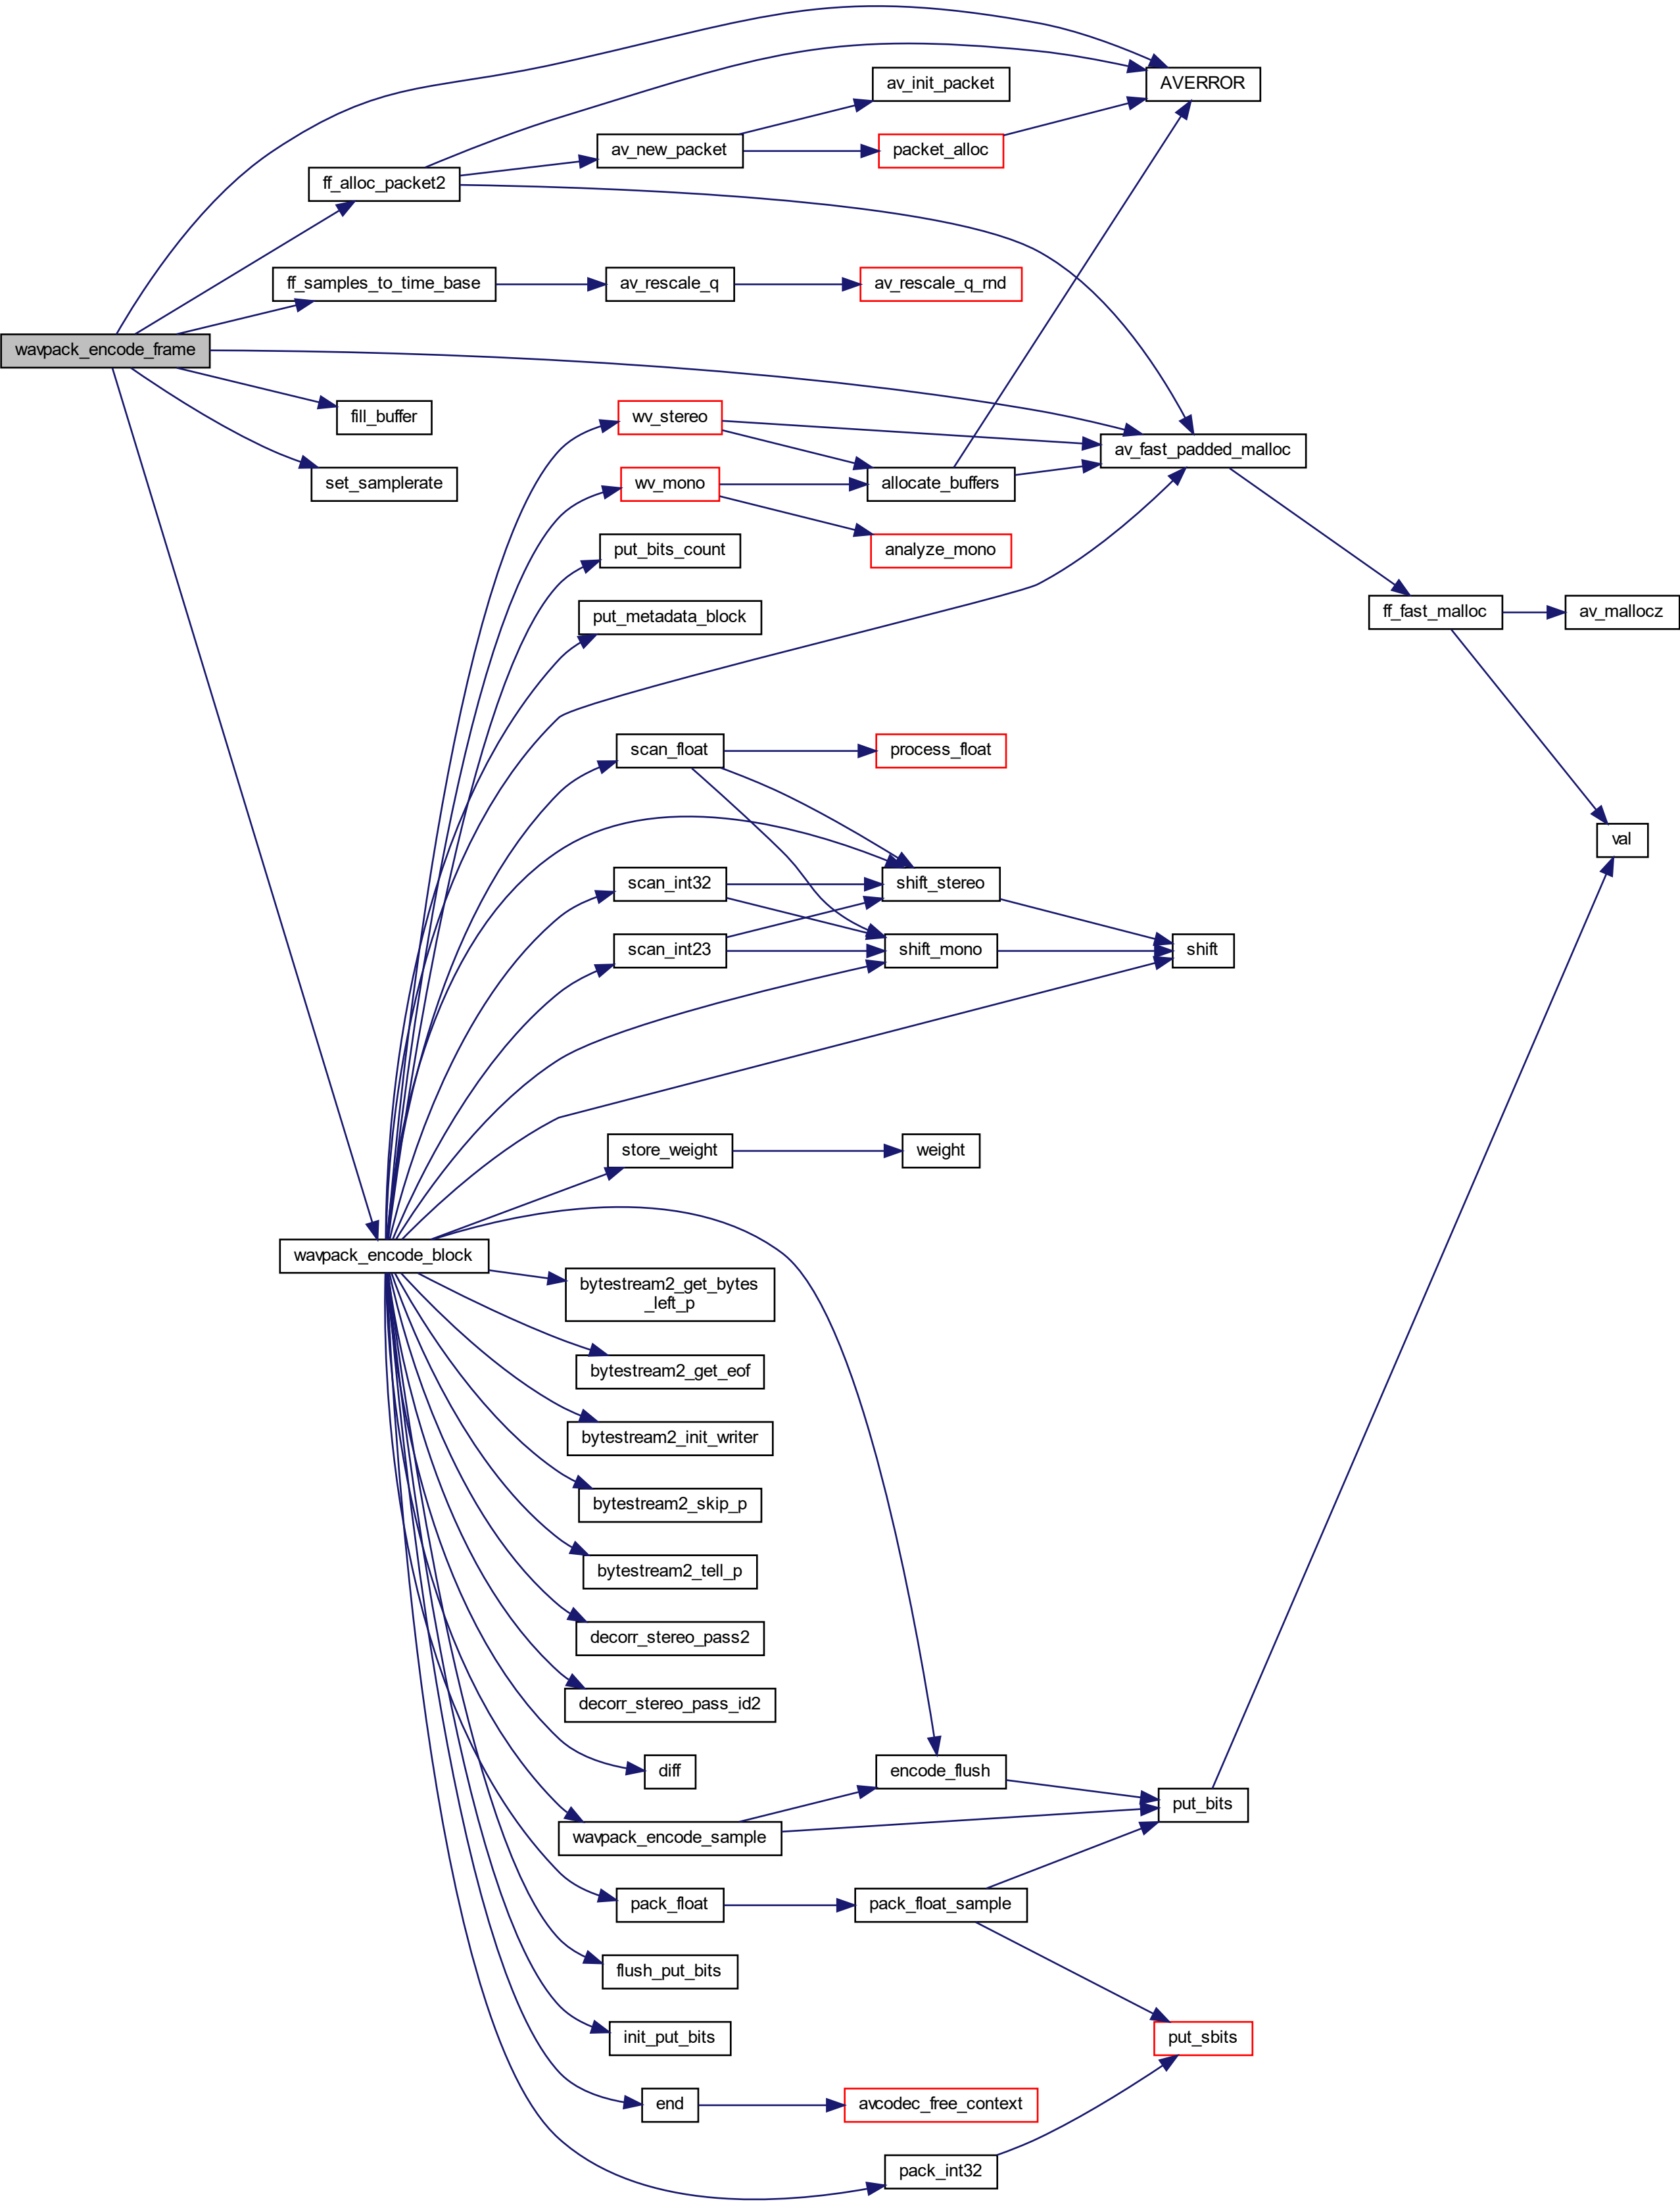 AVERROR
av_init_packet
av_new_packet
packet_alloc
ff_alloc_packet2
ff_samples_to_time_base
av_rescale_q
av_rescale_q_rnd
wavpack_encode_frame
fill_buffer
wv_stereo
av_fast_padded_malloc
set_samplerate
wv_mono
allocate_buffers
put_bits_count
analyze_mono
put_metadata_block
ff_fast_malloc
av_mallocz
scan_float
process_float
val
scan_int32
shift_stereo
scan_int23
shift_mono
shift
store_weight
weight
wavpack_encode_block
bytestream2_get_bytes
_left_p
bytestream2_get_eof
bytestream2_init_writer
bytestream2_skip_p
bytestream2_tell_p
decorr_stereo_pass2
decorr_stereo_pass_id2
diff
encode_flush
put_bits
wavpack_encode_sample
pack_float
pack_float_sample
flush_put_bits
init_put_bits
put_sbits
end
avcodec_free_context
pack_int32